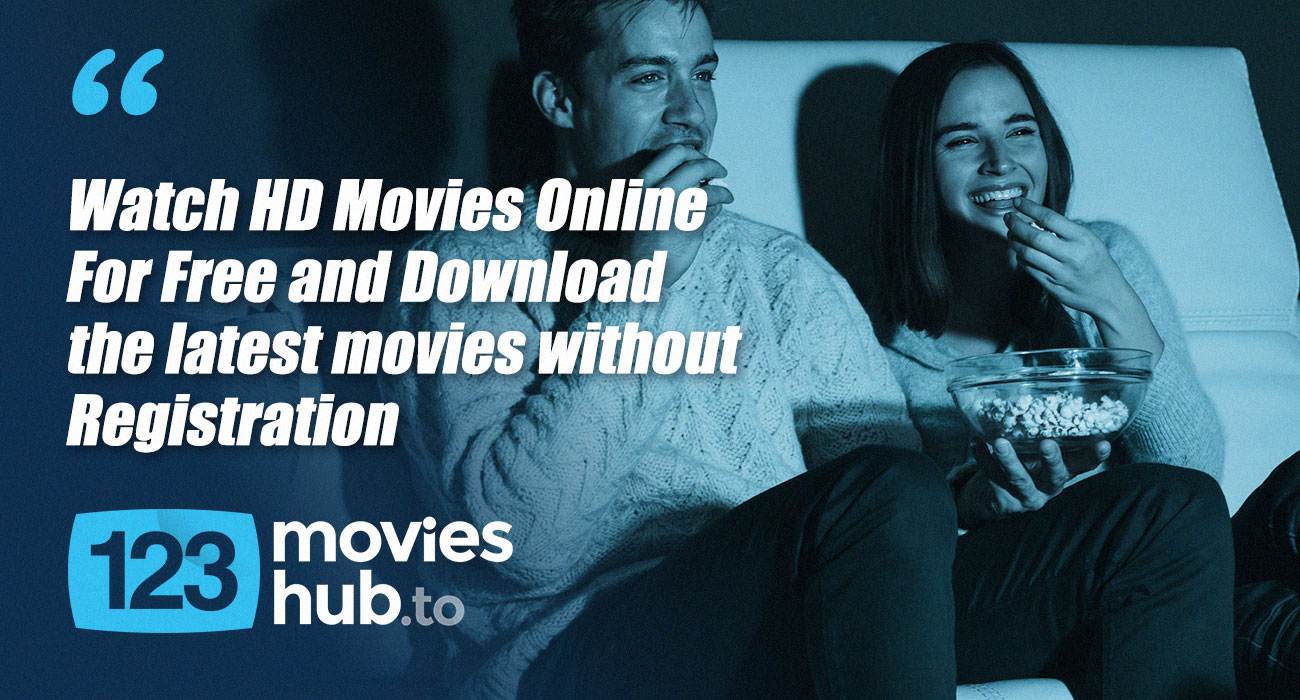 “
Watch HD Movies Online
For Free and Download
the latest movies without
Registration
123 movies
hub.to